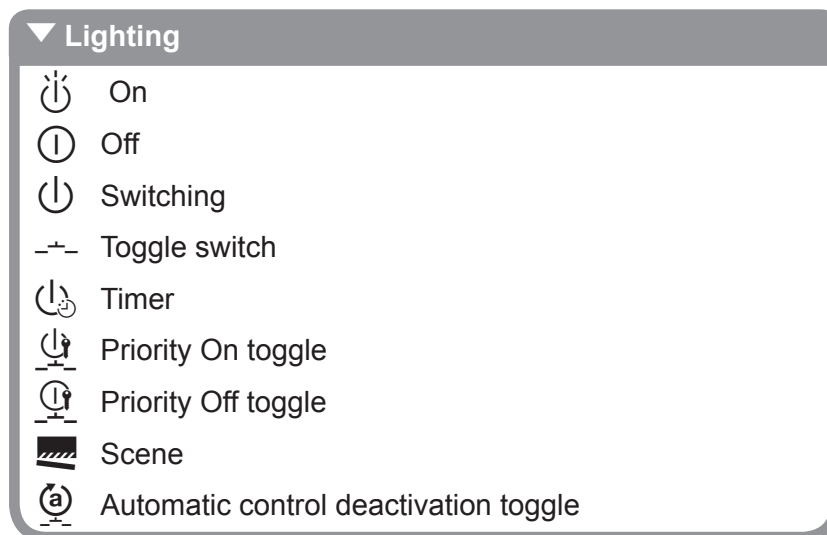 Lighting
On
Off
Switching
Toggle switch
Timer
Priority On toggle
Priority Off toggle
Scene
a Automatic control deactivation toggle